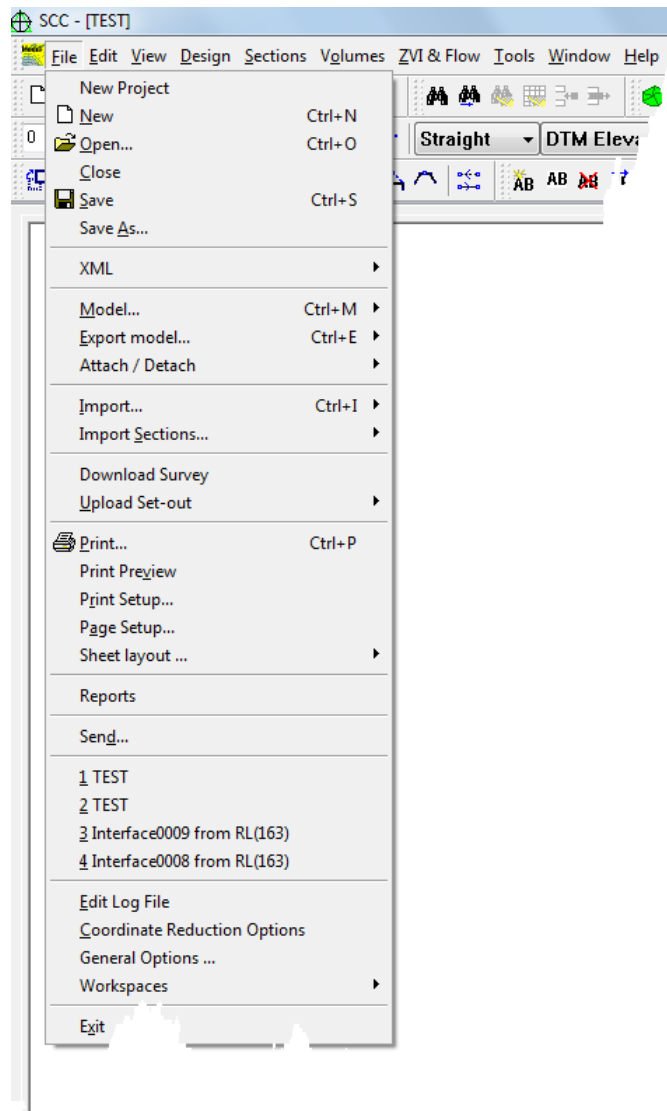 SCC - [TEST]
File Edit View Design Sections Volumes ZVI & Flow Tools Window Help
New Project
New Ctrl+N
0
Open... Ctrl+O
Straight DTM Eleva
Close
Save Ctrl+S
AB AB AB
Save As...
XML
Model... Ctrl+M
Export model... Ctrl+E
Attach / Detach
Import... Ctrl+I
Import Sections...
Download Survey
Upload Set-out
Print... Ctrl+P
Print Preview
Print Setup...
Page Setup...
Sheet layout ...
Reports
Send...
1 TEST
2 TEST
3 Interface0009 from RL(163)
4 Interface0008 from RL(163)
Edit Log File
Coordinate Reduction Options
General Options ...
Workspaces
Exit